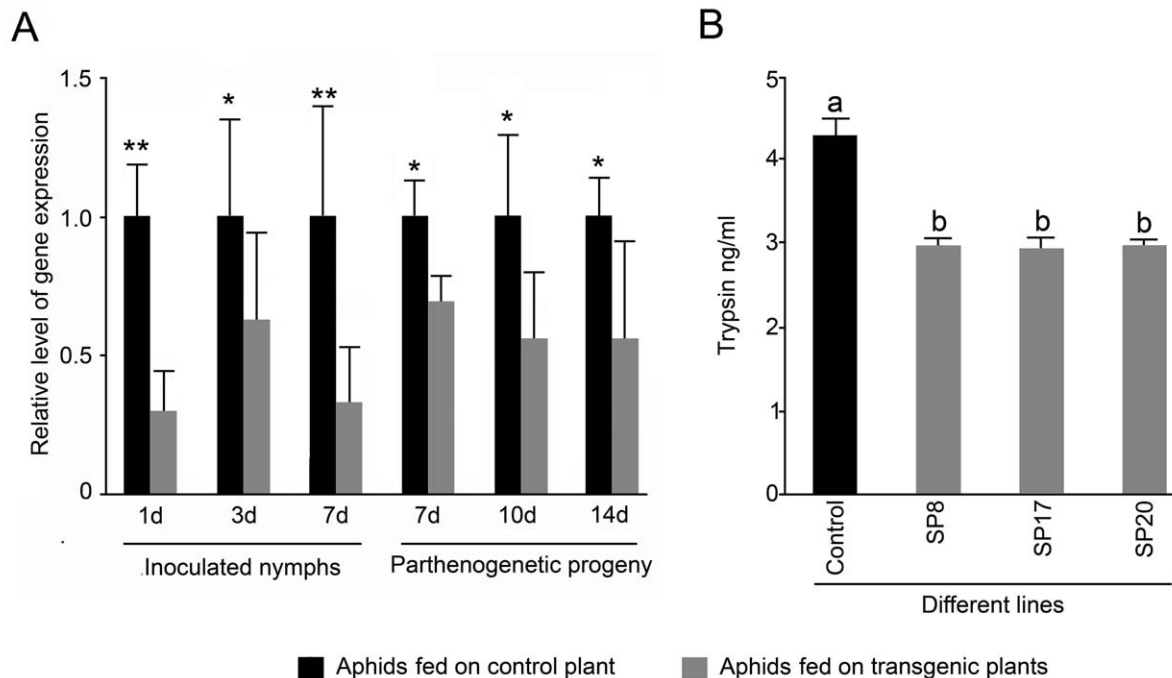 A
Relative level of gene expression
1.5
1.0
0.5
0
** * ** * * *
1d 3d 7d 7d 10d 14d
Inoculated nymphs Parthenogenetic progeny
B
Trypsin ng/ml
5
4
3
2
1
0
a b b b
Control SP8 SP17 SP20
Different lines
Aphids fed on control plant Aphids fed on transgenic plants